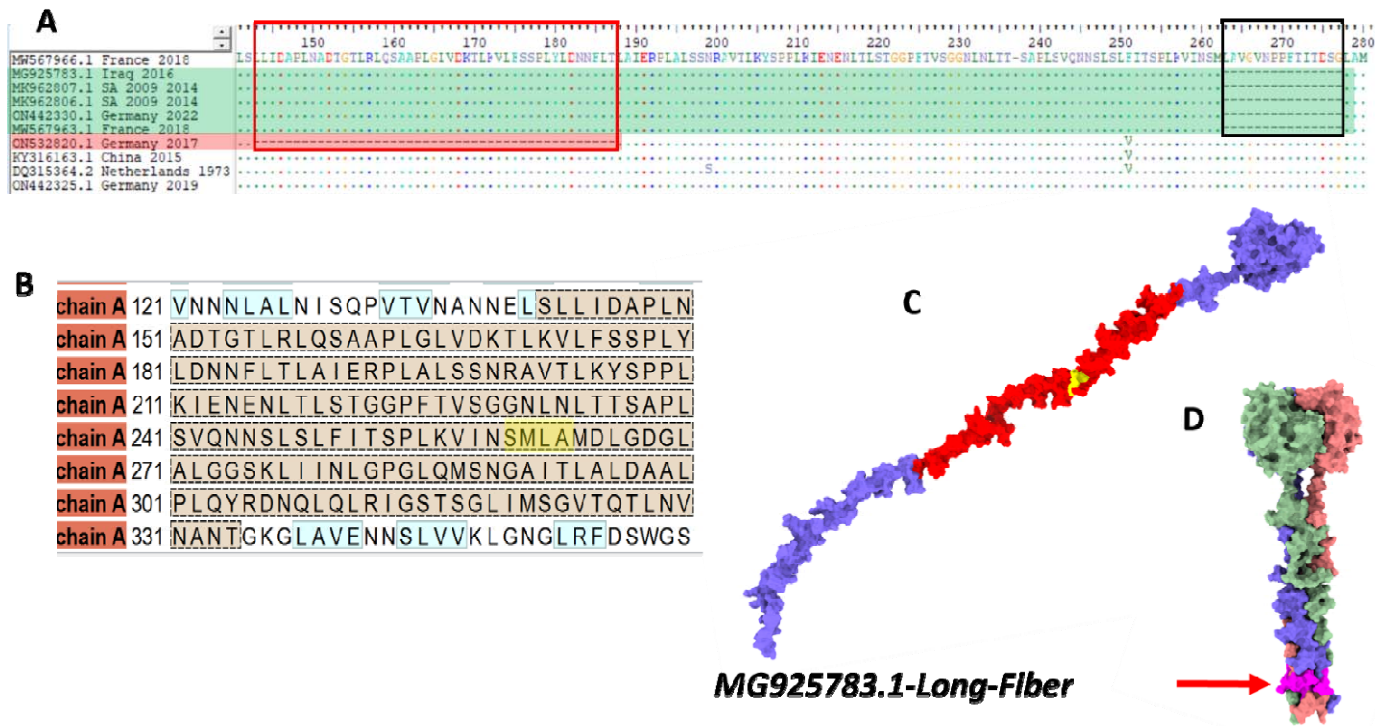 A
150 160 170 180 190 200 210 220 230 240 250 260 270 280
MW567966.1 France 2018 LSLLIDAPLNADTGTLRLQSAAPLGIVDKTLKVLFSSPLYLDNNFLTLAIERPLALSSNRAVTLKYSPPLKIENENLTLSTGGPFTVSGGNLNLTT-SAPLSVQNNSLSLFITSPLKVINSMLAVGVNPPFTITDSGLAM
MG925783.1 Iraq 2016
MK962807.1 SA 2009 2014
MK962806.1 SA 2009 2014
ON442330.1 Germany 2022
MW567963.1 France 2018
ON532820.1 Germany 2017 V
KY316163.1 China 2015 V
DQ315364.2 Netherlands 1973 S V
ON442325.1 Germany 2019
B
chain A 121 VNNNLALNISQPVTVNANNELSLLIDAPLN
chain A 151 ADTGTLRLQSAAPLGLVDKTLKVLFSSPLY
chain A 181 LDNNFLTLAIERPLALSSNRAVTLKYSPPL
chain A 211 KIENENLTLSTGGPFTVSGGNLNLTTSAPL
chain A 241 SVQNNSLSLFITSPLKVINSMLAMDLGDGL
chain A 271 ALGGSKLIINLGPGLQMSNGAITLALDAAL
chain A 301 PLQYRDNQLQLRIGSTSGLIMSGVTQTLNV
chain A 331 NANTGKGLAVENNSLVVKLGNGLRFDSWGS
C
D
MG925783.1-Long-Fiber